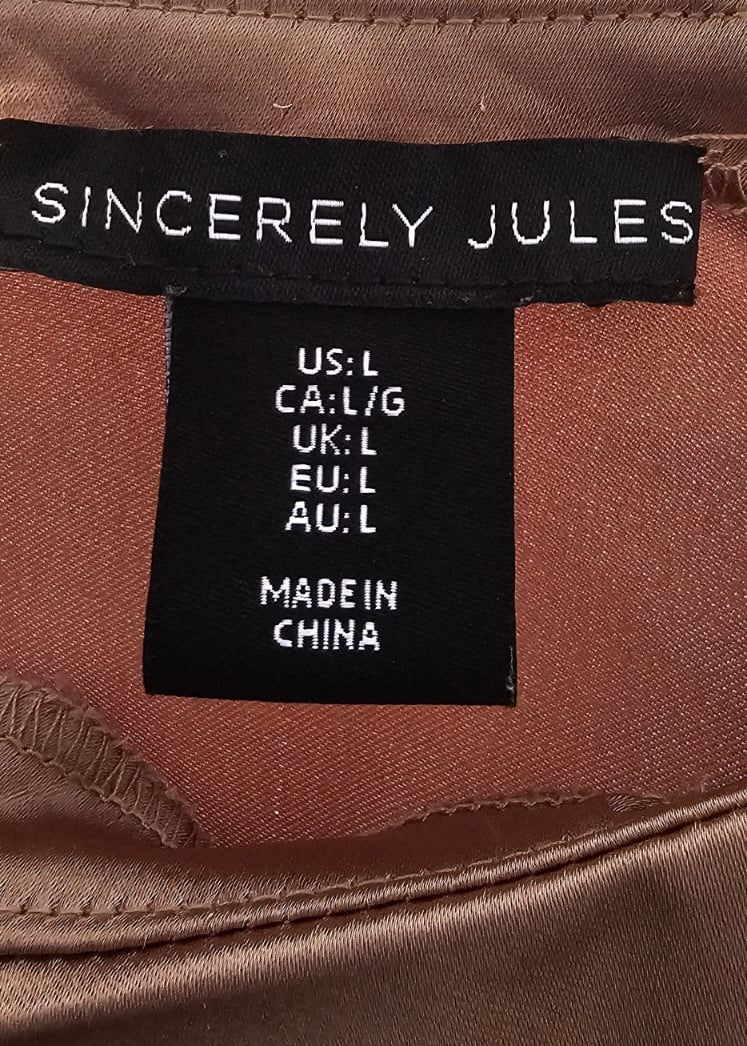 SINCERELY JULES
US: L
CA: L/G
UK: L
EU: L
AU: L
MADE IN
CHINA